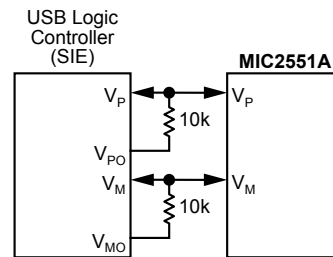 USB Logic
Controller
(SIE)
MIC2551A
VP
VP
10k
VPO
VM
VM
10k
VMO